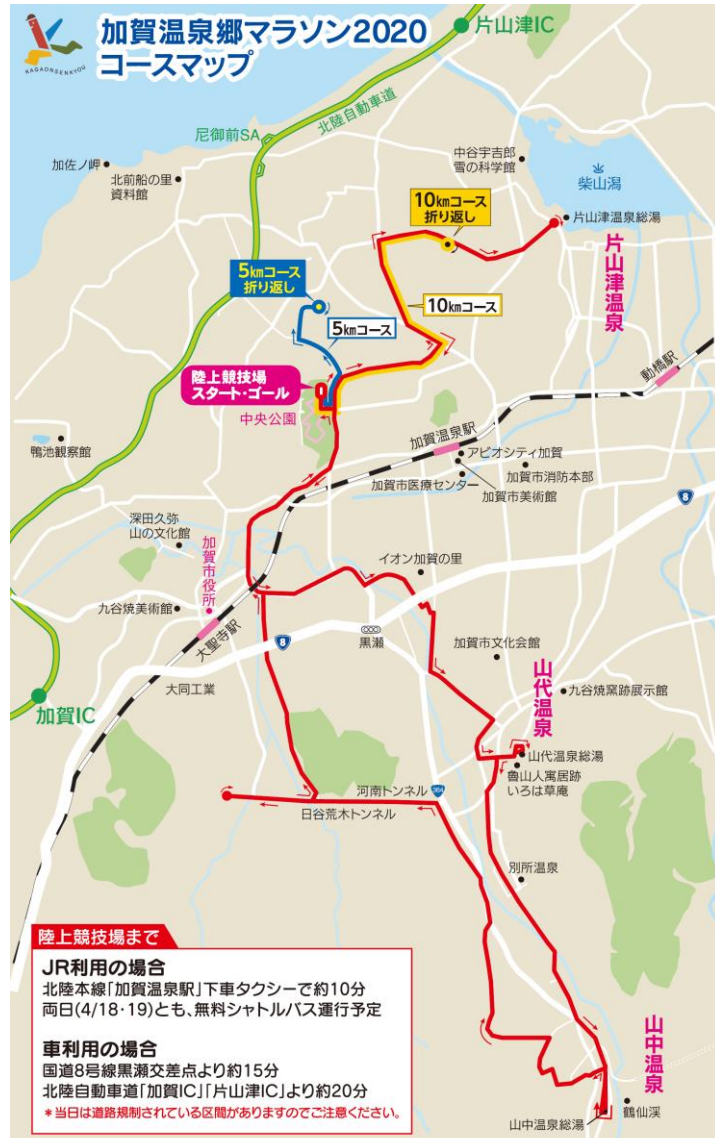 KAGAONSENKYOU
加賀温泉郷マラソン2020
コースマップ
片山津IC
北陸自動車道
尼御前SA
加佐ノ岬
北前船の里
資料館
中谷宇吉郎
雪の科学館
柴山潟
10kmコース
折り返し
片山津温泉総湯
片山津温泉
5kmコース
折り返し
10kmコース
5kmコース
陸上競技場
スタート・ゴール
中央公園
動橋駅
加賀温泉駅
アビオシティ加賀
加賀市消防本部
加賀市医療センター
加賀市美術館
鴨池観察館
8
深田久弥
山の文化館
加賀市役所
イオン加賀の里
九谷焼美術館
大聖寺駅
8
黒瀬
加賀市文化会館
大同工業
加賀IC
山代温泉
九谷焼窯跡展示館
山代温泉総湯
魯山人寓居跡
いろは草庵
河南トンネル
364
日谷荒木トンネル
別所温泉
陸上競技場まで
JR利用の場合
北陸本線「加賀温泉駅」下車タクシーで約10分
両日(4/18・19)とも、無料シャトルバス運行予定
車利用の場合
国道8号線黒瀬交差点より約15分
北陸自動車道「加賀IC」「片山津IC」より約20分
*当日は道路規制されている区間がありますのでご注意ください。
山中温泉
鶴仙渓
山中温泉総湯